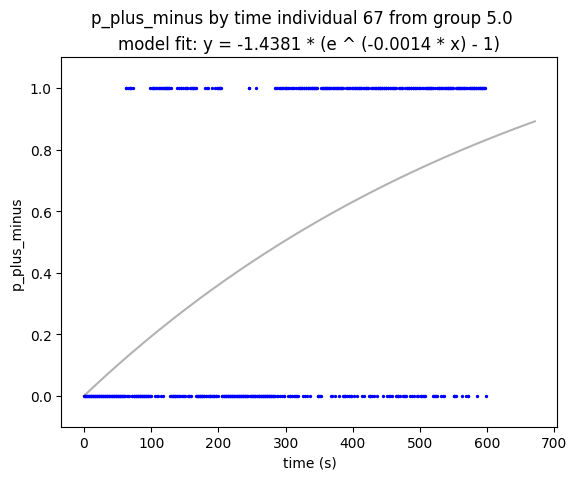 p_plus_minus by time individual 67 from group 5.0
model fit: y = -1.4381 * (e ^ (-0.0014 * x) - 1)
1.0
0.8
0.6
0.4
0.2
0.0
p_plus_minus
0 100 200 300 400 500 600 700
time (s)